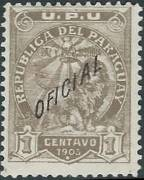 U.P.U
REPUBLICA DEL PARAGUAY
OFICIAL
1 CENTAVO 1
1903